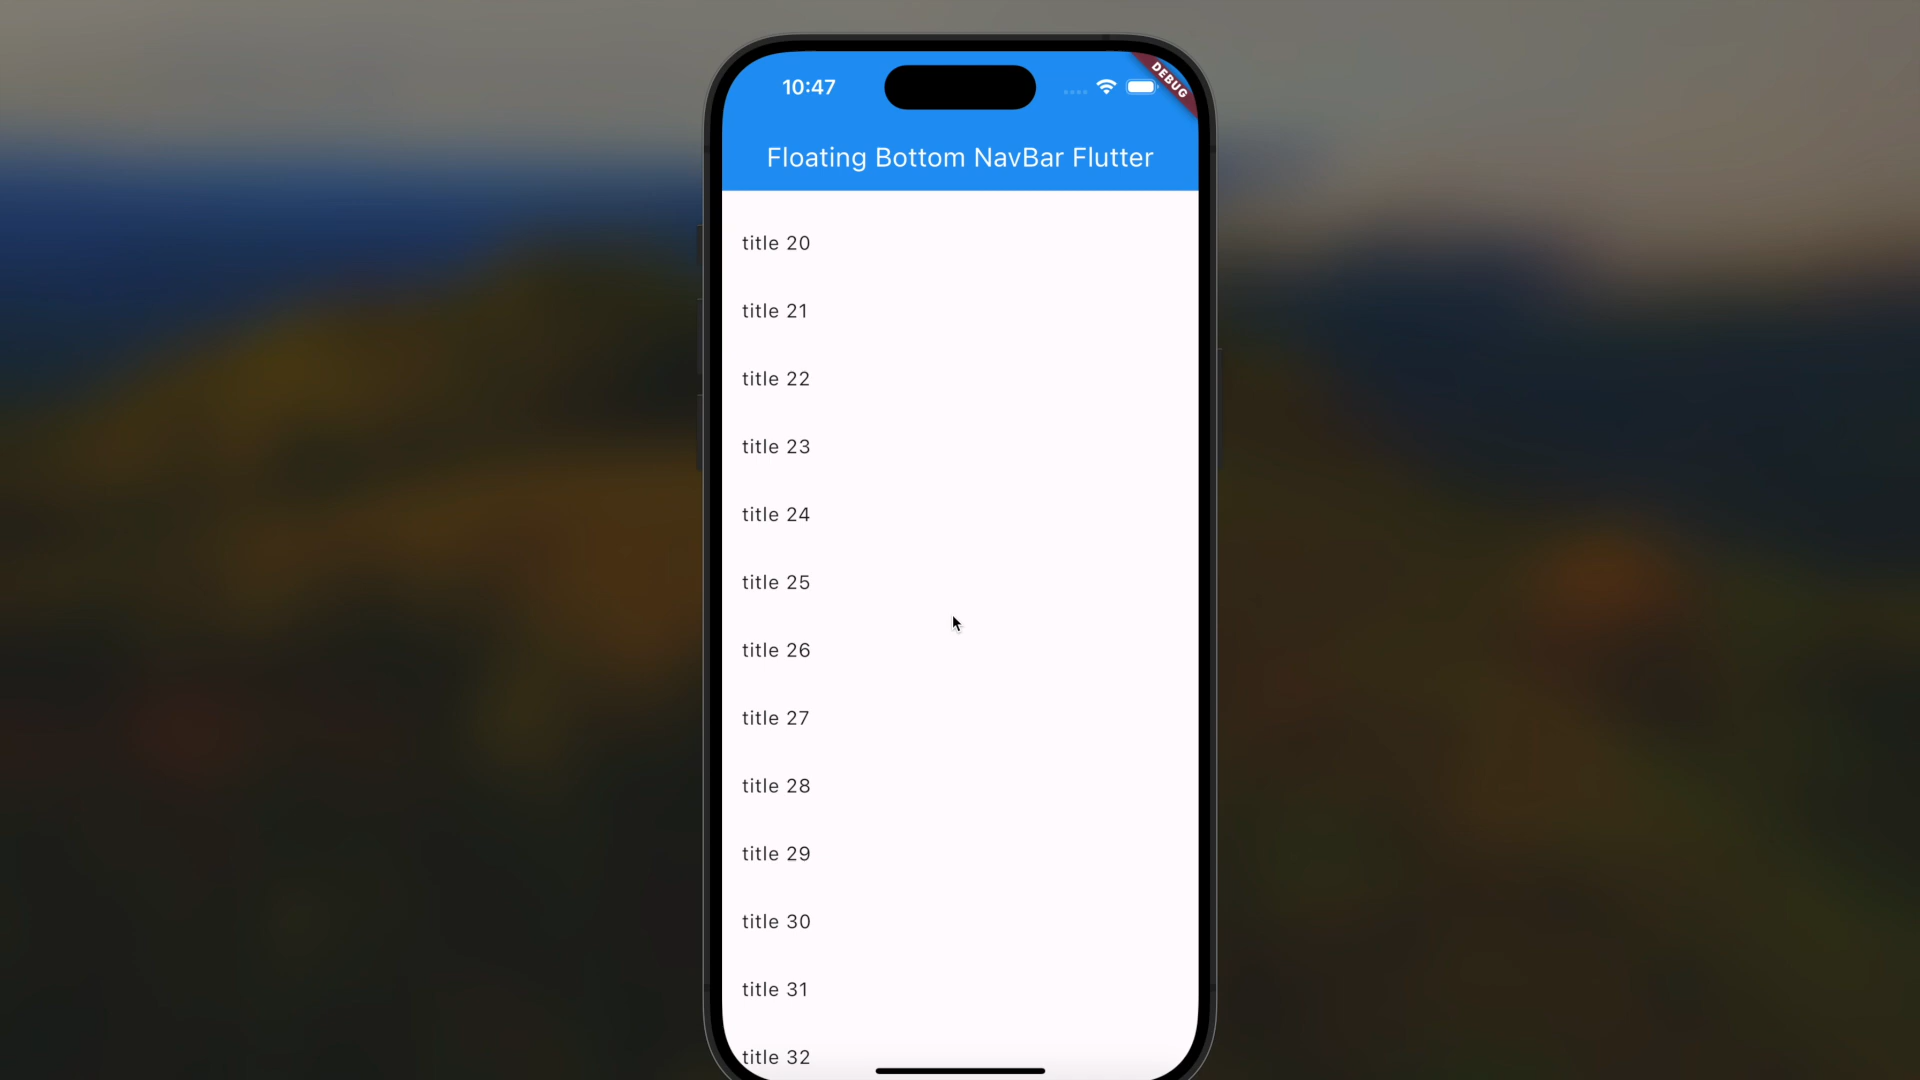 10:47
DEBUG
Floating Bottom NavBar Flutter
title 20
title 21
title 22
title 23
title 24
title 25
title 26
title 27
title 28
title 29
title 30
title 31
title 32